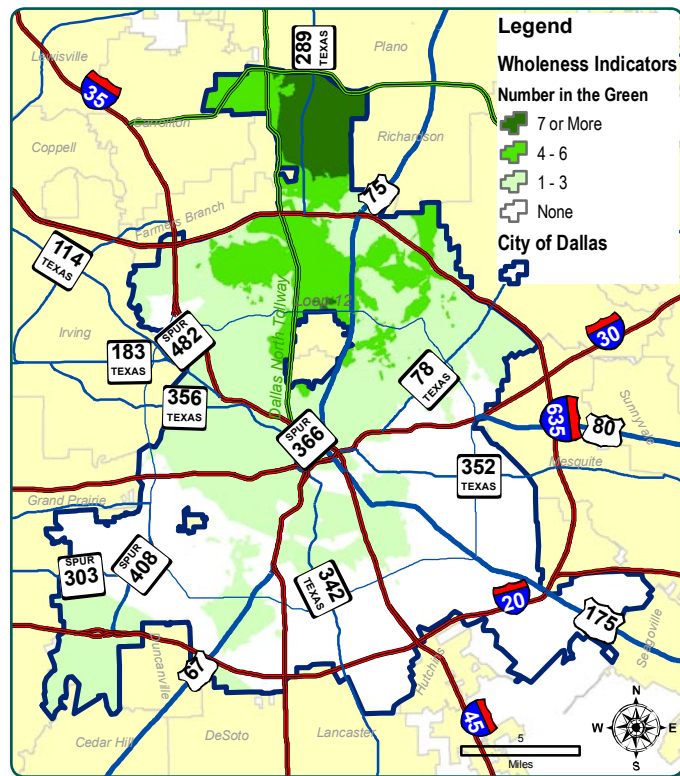 Legend
Wholeness Indicators
Number in the Green
7 or More
4 - 6
1 - 3
None
City of Dallas
Lewisville
289
TEXAS
Plano
35
Carrollton
Coppell
Richardson
75
Farmers Branch
114
TEXAS
Loop 12
Irving
SPUR
482
Dallas North Tollway
30
183
TEXAS
78
TEXAS
356
TEXAS
Sunnyvale
635
80
SPUR
366
352
TEXAS
Mesquite
Grand Prairie
SPUR
303
SPUR
408
342
TEXAS
20
175
Seagoville
Duncanville
67
Hutchins
45
Cedar Hill
DeSoto
Lancaster
5
Miles
N
W
E
S